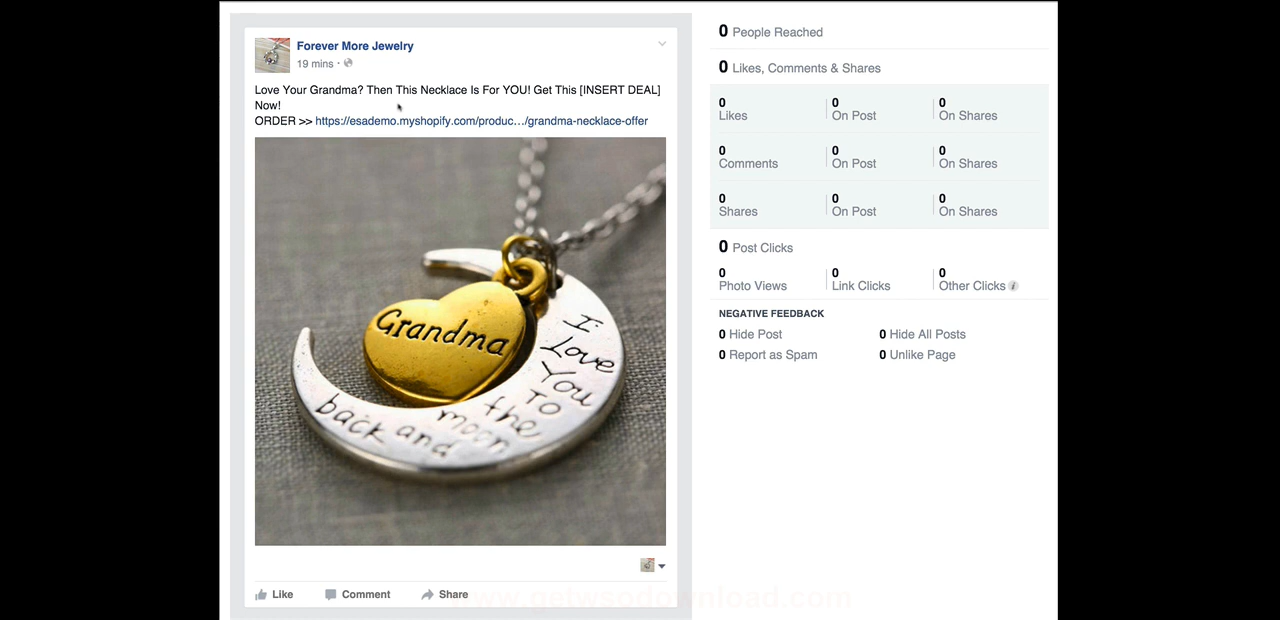 Forever More Jewelry
19 mins ·
Love Your Grandma? Then This Necklace Is For YOU! Get This [INSERT DEAL]
Now!
ORDER >> https://esademo.myshopify.com/produc…/grandma-necklace-offer
Grandma
I
Love
You
To
the
moon
and
back
Like Comment Share
0 People Reached
0 Likes, Comments & Shares
0 0 0
Likes On Post On Shares
0 0 0
Comments On Post On Shares
0 0 0
Shares On Post On Shares
0 Post Clicks
0 0 0
Photo Views Link Clicks Other Clicks i
NEGATIVE FEEDBACK
0 Hide Post 0 Hide All Posts
0 Report as Spam 0 Unlike Page
www.getwsodownload.com